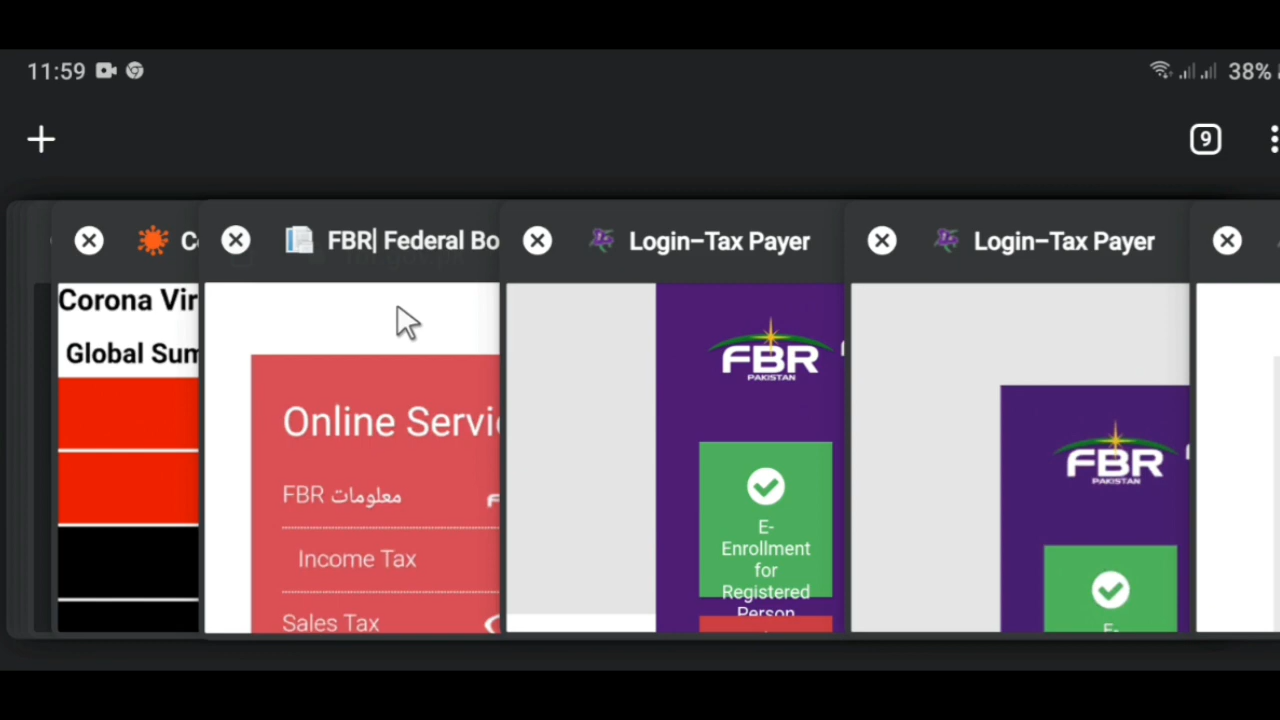 11:59
38%
9
C
FBR| Federal Bo
Login–Tax Payer
Login–Tax Payer
Corona Vir
Global Sum
Online Servi
FBR معلومات
Income Tax
Sales Tax
FBR
PAKISTAN
E-
Enrollment
for
Registered
Person
FBR
PAKISTAN
E-